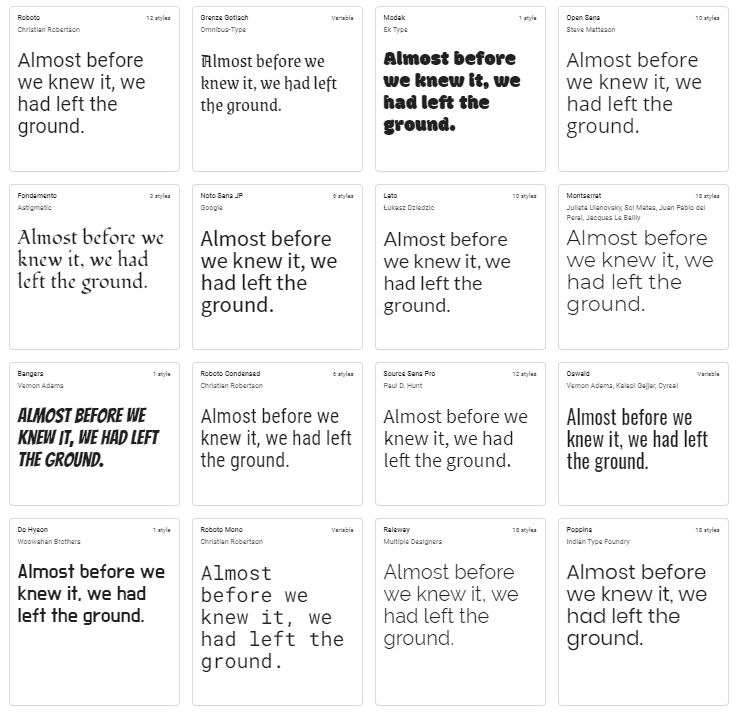 Roboto 12 styles
Christian Robertson
Almost before
we knew it, we
had left the
ground.
Grenze Gotisch Variable
Omnibus-Type
Almost before we
knew it, we had left
the ground.
Modak 1 style
Ek Type
Almost before
we knew it, we
had left the
ground.
Open Sans 10 styles
Steve Matteson
Almost before
we knew it, we
had left the
ground.
Fondamento 2 styles
Astigmatic
Almost before we
knew it, we had
left the ground.
Noto Sans JP 6 styles
Google
Almost before
we knew it, we
had left the
ground.
Lato 10 styles
Łukasz Dziedzic
Almost before
we knew it, we
had left the
ground.
Montserrat 18 styles
Julieta Ulanovsky, Sol Matas, Juan Pablo del
Peral, Jacques Le Bailly
Almost before
we knew it, we
had left the
ground.
Bangers 1 style
Vernon Adams
ALMOST BEFORE WE
KNEW IT, WE HAD LEFT
THE GROUND.
Roboto Condensed 6 styles
Christian Robertson
Almost before we
knew it, we had left
the ground.
Source Sans Pro 12 styles
Paul D. Hunt
Almost before we
knew it, we had
left the ground.
Oswald Variable
Vernon Adams, Kalapi Gajjar, Cyreal
Almost before we
knew it, we had left
the ground.
Do Hyeon 1 style
Woowahan Brothers
Almost before we
knew it, we had
left the ground.
Roboto Mono Variable
Christian Robertson
Almost
before we
knew it, we
had left the
ground.
Raleway 18 styles
Multiple Designers
Almost before
we knew it, we
had left the
ground.
Poppins 18 styles
Indian Type Foundry
Almost before
we knew it, we
had left the
ground.